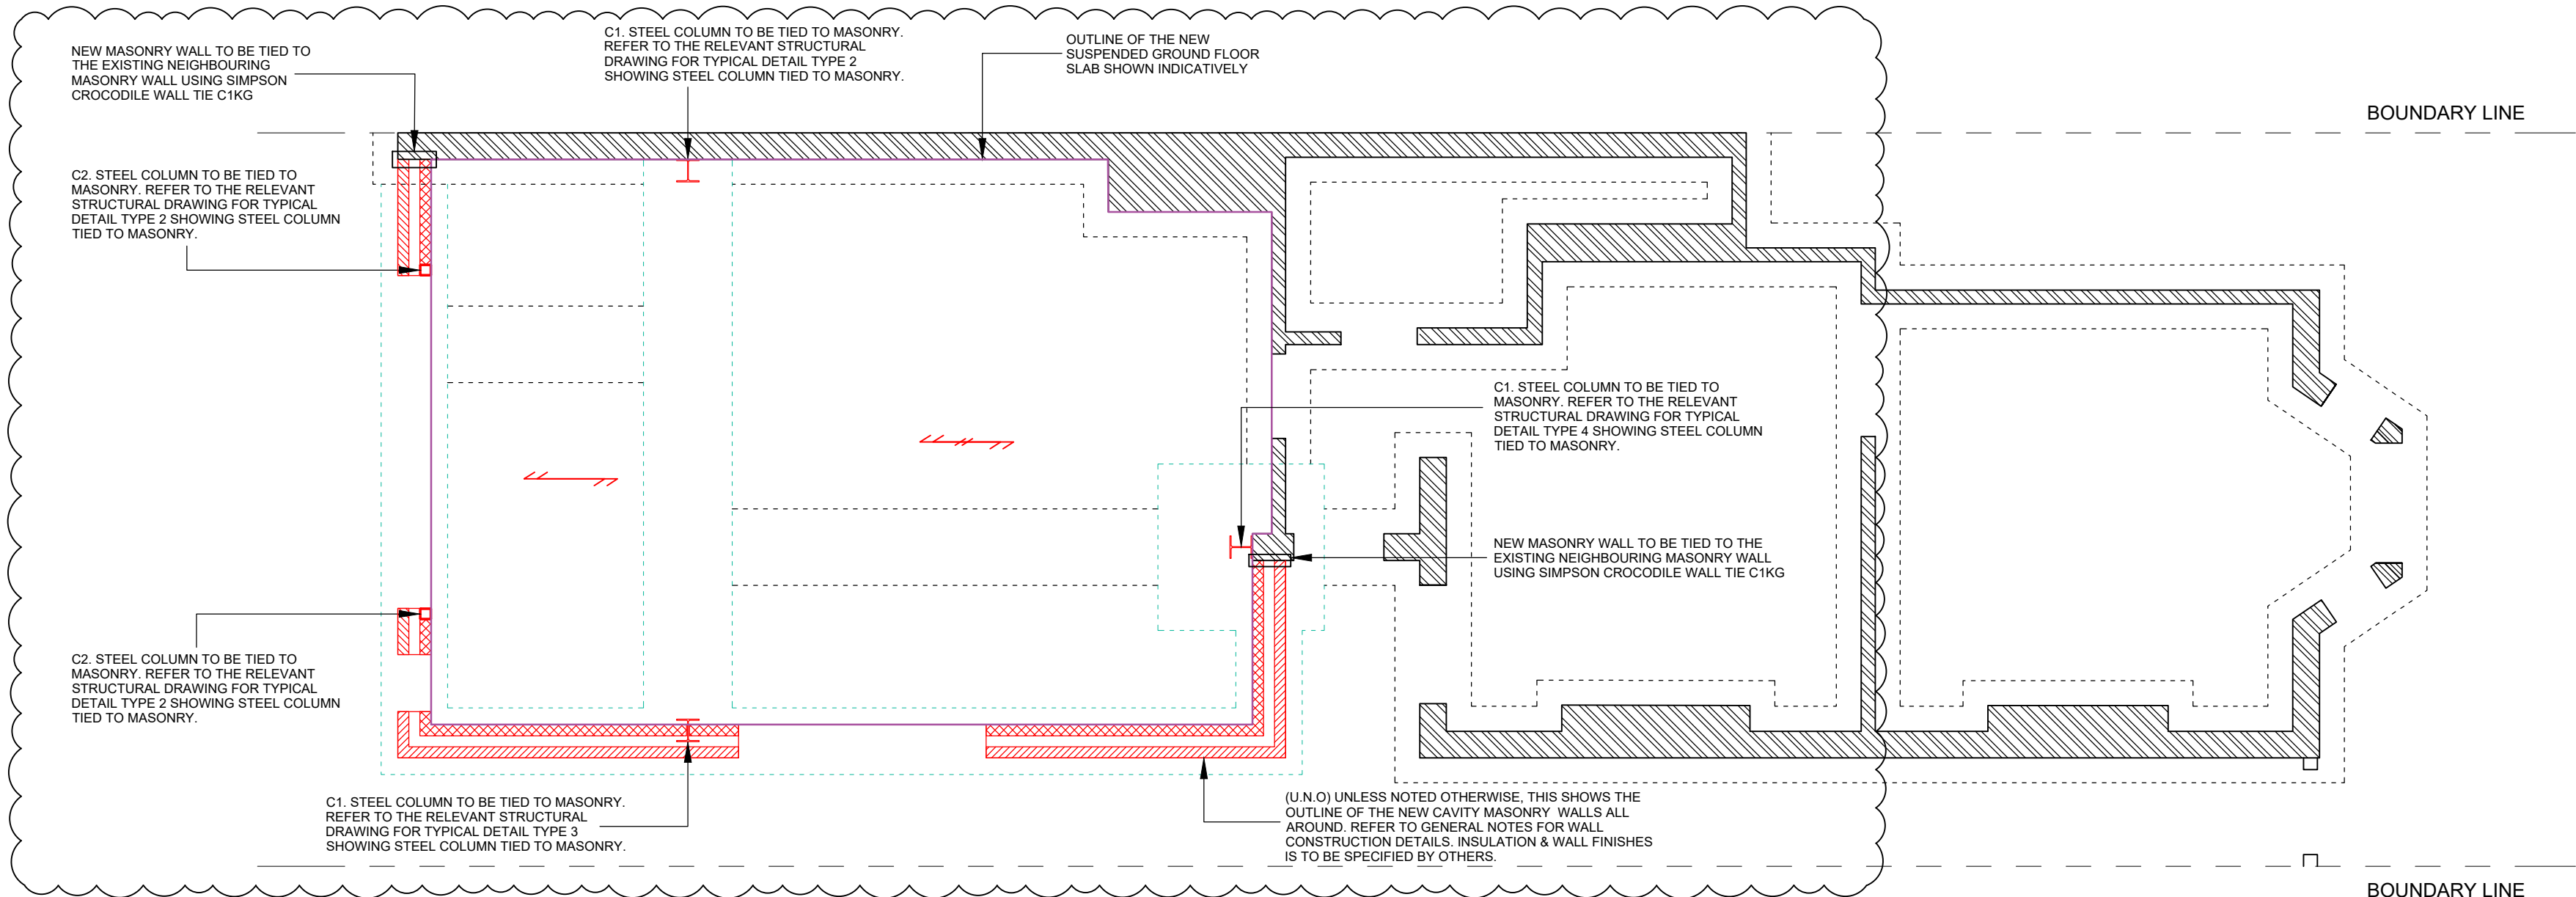 NEW MASONRY WALL TO BE TIED TO
THE EXISTING NEIGHBOURING
MASONRY WALL USING SIMPSON
CROCODILE WALL TIE C1KG
C1. STEEL COLUMN TO BE TIED TO MASONRY.
REFER TO THE RELEVANT STRUCTURAL
DRAWING FOR TYPICAL DETAIL TYPE 2
SHOWING STEEL COLUMN TIED TO MASONRY.
OUTLINE OF THE NEW
SUSPENDED GROUND FLOOR
SLAB SHOWN INDICATIVELY
BOUNDARY LINE
C2. STEEL COLUMN TO BE TIED TO
MASONRY. REFER TO THE RELEVANT
STRUCTURAL DRAWING FOR TYPICAL
DETAIL TYPE 2 SHOWING STEEL COLUMN
TIED TO MASONRY.
C1. STEEL COLUMN TO BE TIED TO
MASONRY. REFER TO THE RELEVANT
STRUCTURAL DRAWING FOR TYPICAL
DETAIL TYPE 4 SHOWING STEEL COLUMN
TIED TO MASONRY.
NEW MASONRY WALL TO BE TIED TO THE
EXISTING NEIGHBOURING MASONRY WALL
USING SIMPSON CROCODILE WALL TIE C1KG
C2. STEEL COLUMN TO BE TIED TO
MASONRY. REFER TO THE RELEVANT
STRUCTURAL DRAWING FOR TYPICAL
DETAIL TYPE 2 SHOWING STEEL COLUMN
TIED TO MASONRY.
C1. STEEL COLUMN TO BE TIED TO MASONRY.
REFER TO THE RELEVANT STRUCTURAL
DRAWING FOR TYPICAL DETAIL TYPE 3
SHOWING STEEL COLUMN TIED TO MASONRY.
(U.N.O) UNLESS NOTED OTHERWISE, THIS SHOWS THE
OUTLINE OF THE NEW CAVITY MASONRY WALLS ALL
AROUND. REFER TO GENERAL NOTES FOR WALL
CONSTRUCTION DETAILS. INSULATION & WALL FINISHES
IS TO BE SPECIFIED BY OTHERS.
BOUNDARY LINE